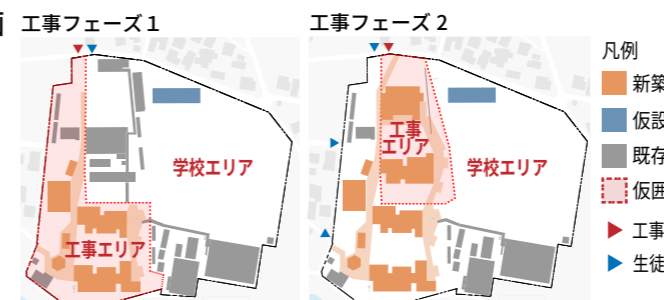 画
工事フェーズ1
学校エリア
工事エリア
工事フェーズ2
工事
エリア
学校エリア
凡例
新築
仮設
既存
仮囲
工事
生徒